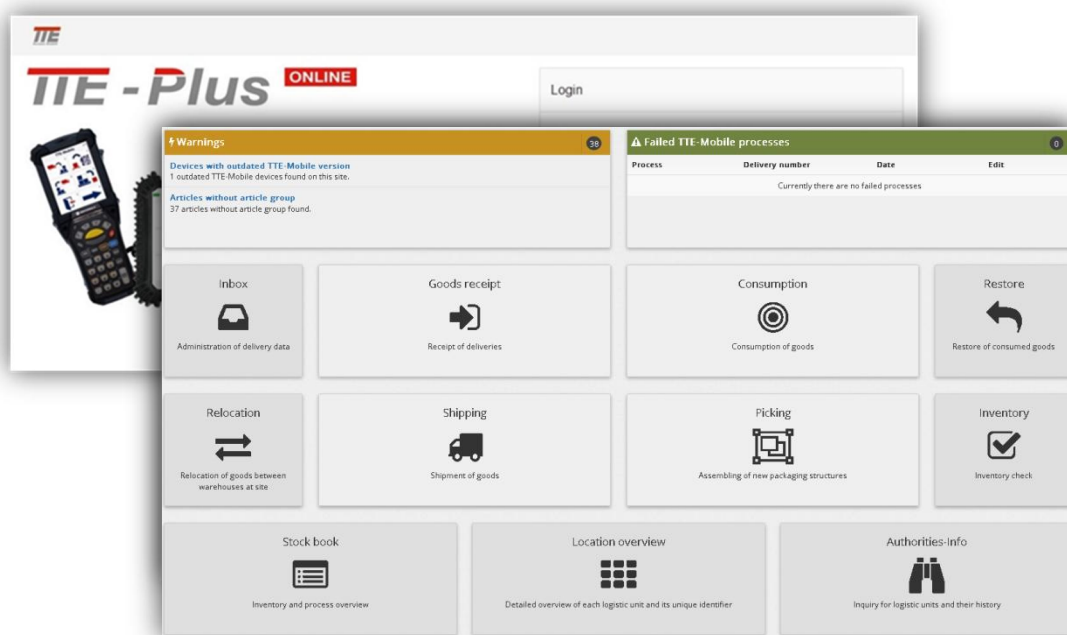 TTE
TTE - Plus ONLINE
Login
Warnings 38
Devices with outdated TTE-Mobile version
1 outdated TTE-Mobile devices found on this site.
Articles without article group
37 articles without article group found.
Failed TTE-Mobile processes 0
Process Delivery number Date Edit
Currently there are no failed processes
Inbox
Administration of delivery data
Goods receipt
Receipt of deliveries
Consumption
Consumption of goods
Restore
Restore of consumed goods
Relocation
Relocation of goods between
warehouses at site
Shipping
Shipment of goods
Picking
Assembling of new packaging structures
Inventory
Inventory check
Stock book
Inventory and process overview
Location overview
Detailed overview of each logistic unit and its unique identifier
Authorities-Info
Inquiry for logistic units and their history